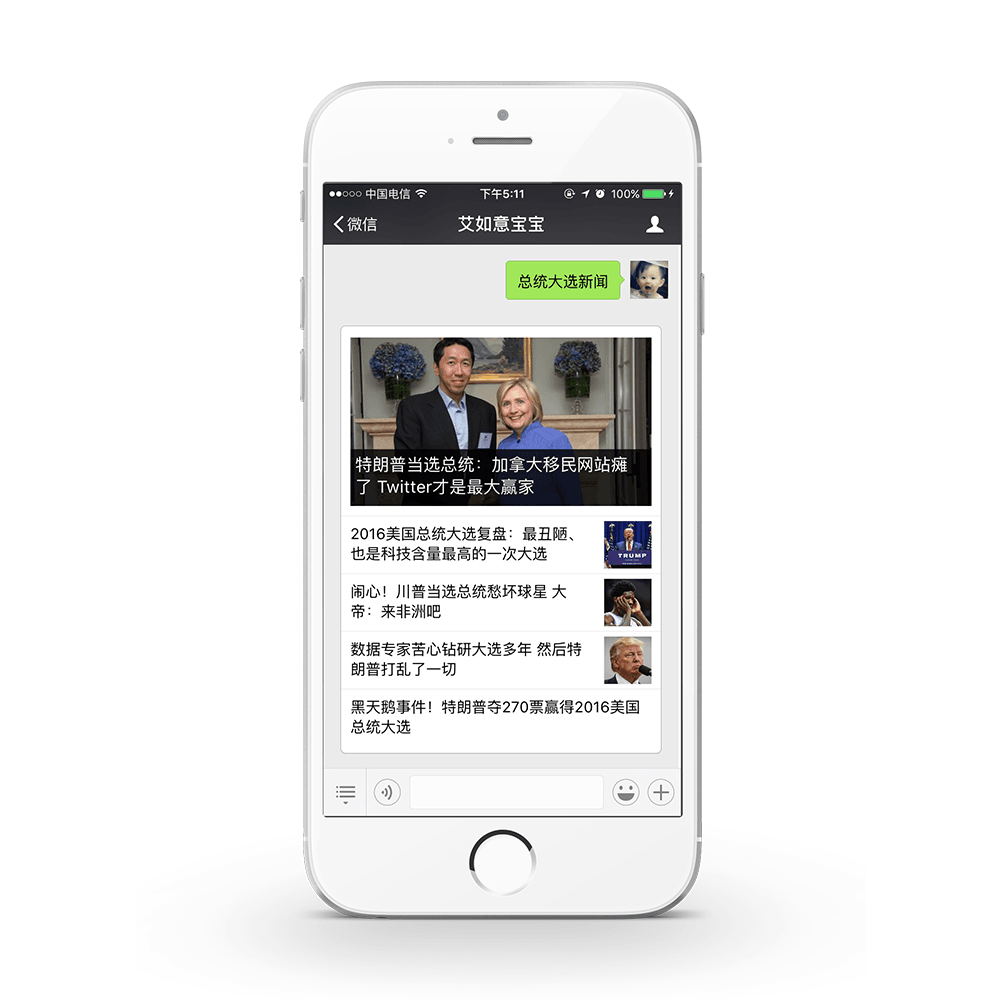 中国电信 下午5:11 100%
微信 艾如意宝宝
总统大选新闻
特朗普当选总统：加拿大移民网站瘫
了 Twitter才是最大赢家
2016美国总统大选复盘：最丑陋、
也是科技含量最高的一次大选
TRUMP
闹心！川普当选总统愁坏球星 大
帝：来非洲吧
数据专家苦心钻研大选多年 然后特
朗普打乱了一切
黑天鹅事件！特朗普夺270票赢得2016美国
总统大选